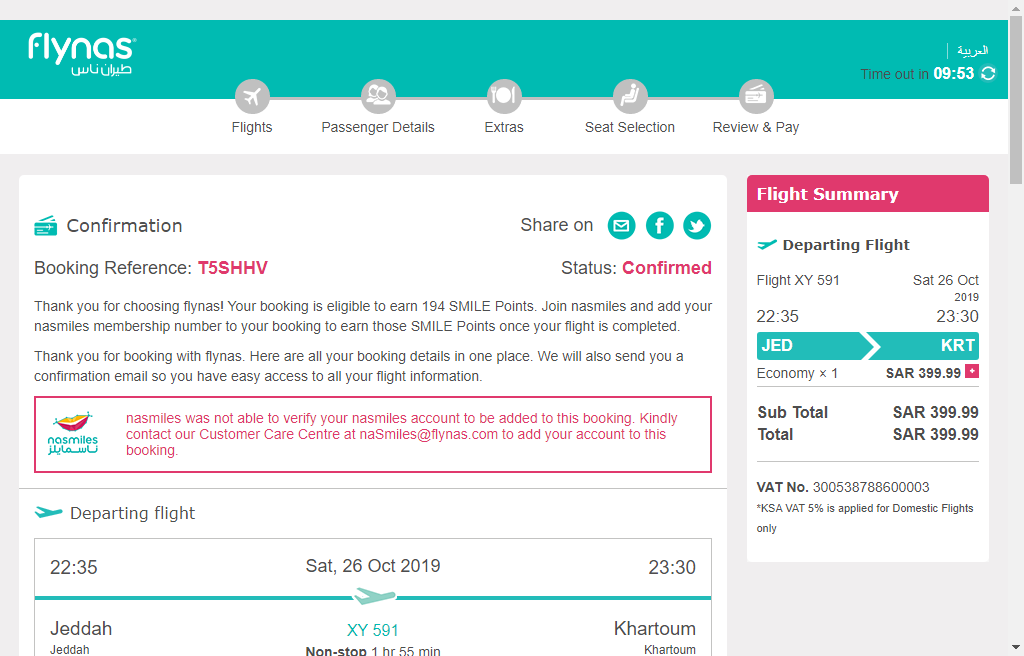 flynas
طيران ناس
العربية
Time out in 09:53
Flights
Passenger Details
Extras
Seat Selection
Review & Pay
Confirmation
Share on
Booking Reference: T5SHHV
Status: Confirmed
Thank you for choosing flynas! Your booking is eligible to earn 194 SMILE Points. Join nasmiles and add your
nasmiles membership number to your booking to earn those SMILE Points once your flight is completed.
Thank you for booking with flynas. Here are all your booking details in one place. We will also send you a
confirmation email so you have easy access to all your flight information.
nasmiles
ناسمايلز
nasmiles was not able to verify your nasmiles account to be added to this booking. Kindly
contact our Customer Care Centre at naSmiles@flynas.com to add your account to this
booking.
Departing flight
22:35
Sat, 26 Oct 2019
23:30
Jeddah
XY 591
Khartoum
Jeddah
Non-stop 1 hr 55 min
Khartoum
Flight Summary
Departing Flight
Flight XY 591
Sat 26 Oct
2019
22:35
23:30
JED
KRT
Economy × 1
SAR 399.99 +
Sub Total
SAR 399.99
Total
SAR 399.99
VAT No. 300538788600003
*KSA VAT 5% is applied for Domestic Flights
only